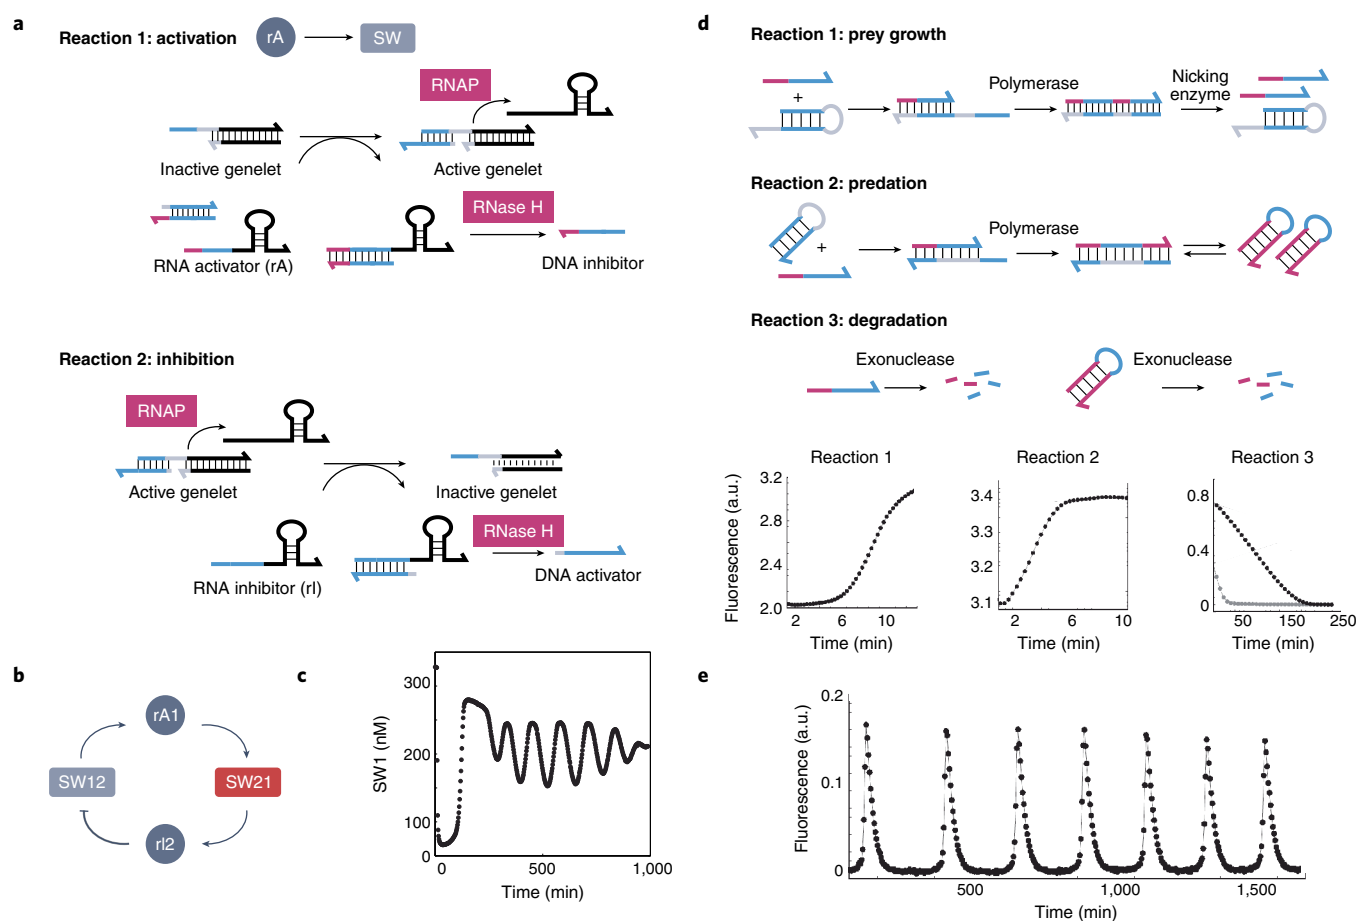 a
Reaction 1: activation
rA
SW
RNAP
Inactive genelet
Active genelet
RNase H
RNA activator (rA)
DNA inhibitor
Reaction 2: inhibition
RNAP
Active genelet
Inactive genelet
RNase H
RNA inhibitor (rI)
DNA activator
b
rA1
SW12
SW21
rI2
c
SW1 (nM)
300
200
100
0
0
500
1,000
Time (min)
d
Reaction 1: prey growth
+
Polymerase
Nicking
enzyme
Reaction 2: predation
+
Polymerase
Reaction 3: degradation
Exonuclease
Exonuclease
Reaction 1
Fluorescence (a.u.)
3.2
2.8
2.4
2.0
2
6
10
Time (min)
Reaction 2
3.4
3.3
3.2
3.1
2
6
10
Time (min)
Reaction 3
0.8
0.4
0
50
150
250
Time (min)
e
Fluorescence (a.u.)
0.2
0.1
0
500
1,000
1,500
Time (min)